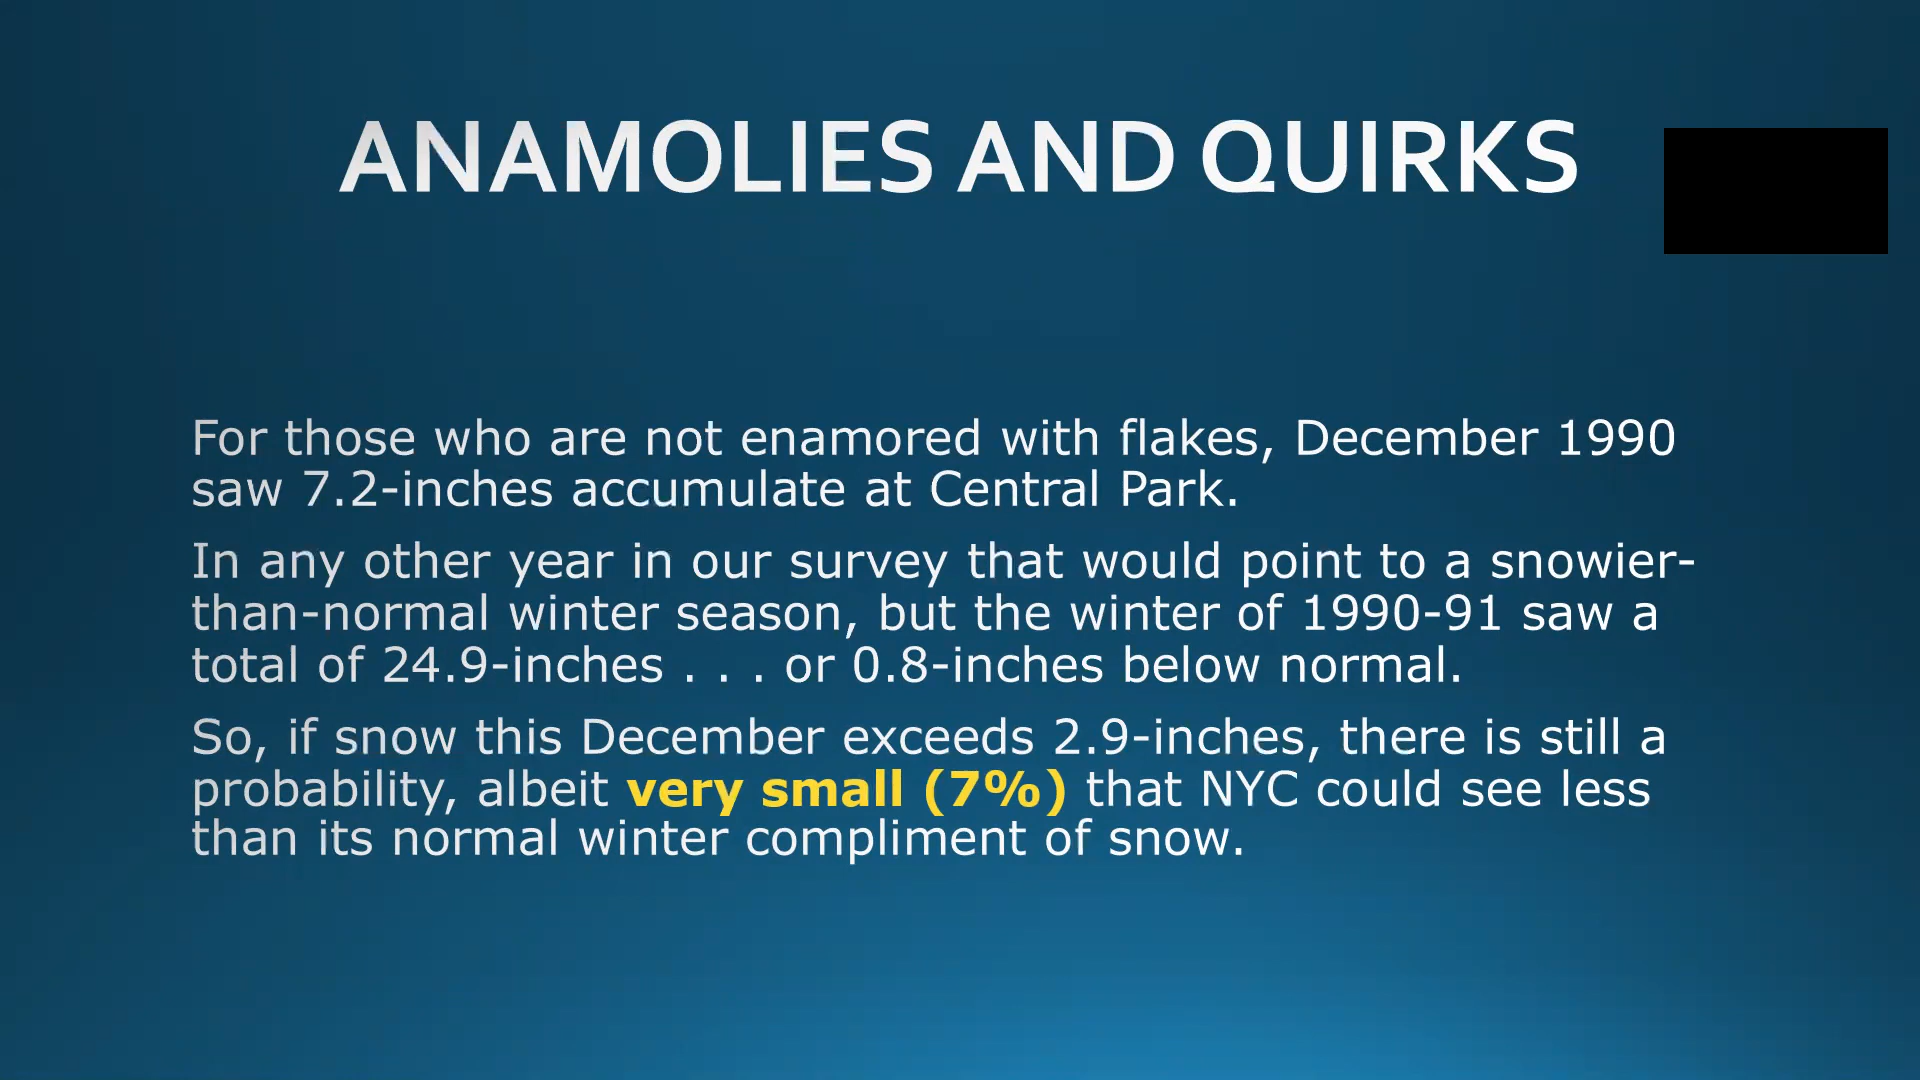 ANAMOLIES AND QUIRKS
For those who are not enamored with flakes, December 1990
saw 7.2-inches accumulate at Central Park.
In any other year in our survey that would point to a snowier-
than-normal winter season, but the winter of 1990-91 saw a
total of 24.9-inches . . . or 0.8-inches below normal.
So, if snow this December exceeds 2.9-inches, there is still a
probability, albeit very small (7%) that NYC could see less
than its normal winter compliment of snow.